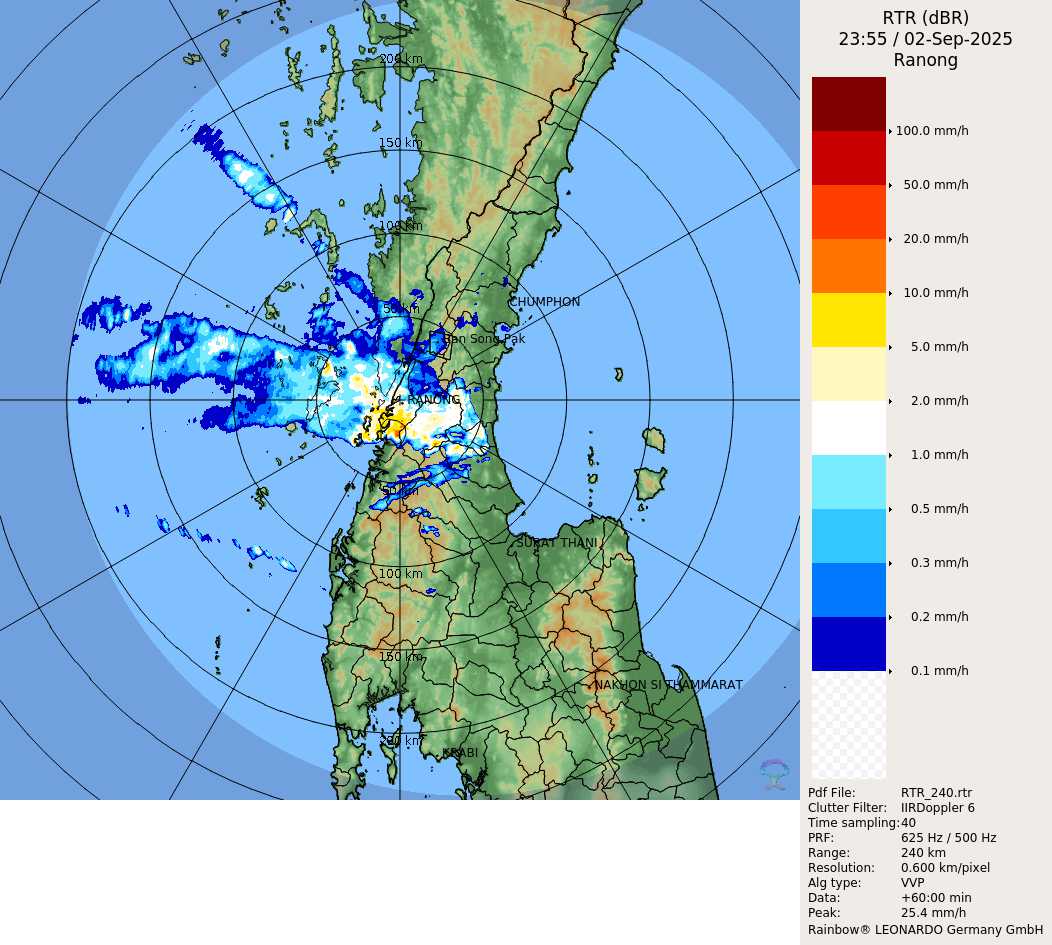 RTR (dBR)
23:55 / 02-Sep-2025
Ranong
100.0 mm/h
50.0 mm/h
20.0 mm/h
10.0 mm/h
5.0 mm/h
2.0 mm/h
1.0 mm/h
0.5 mm/h
0.3 mm/h
0.2 mm/h
0.1 mm/h
200 km
150 km
100 km
50 km
CHUMPHON
Ban Song Pak
RANONG
50 km
SURAT THANI
100 km
150 km
NAKHON SI THAMMARAT
200 km
KRABI
Pdf File: RTR_240.rtr
Clutter Filter: IIRDoppler 6
Time sampling: 40
PRF: 625 Hz / 500 Hz
Range: 240 km
Resolution: 0.600 km/pixel
Alg type: VVP
Data: +60:00 min
Peak: 25.4 mm/h
Rainbow® LEONARDO Germany GmbH